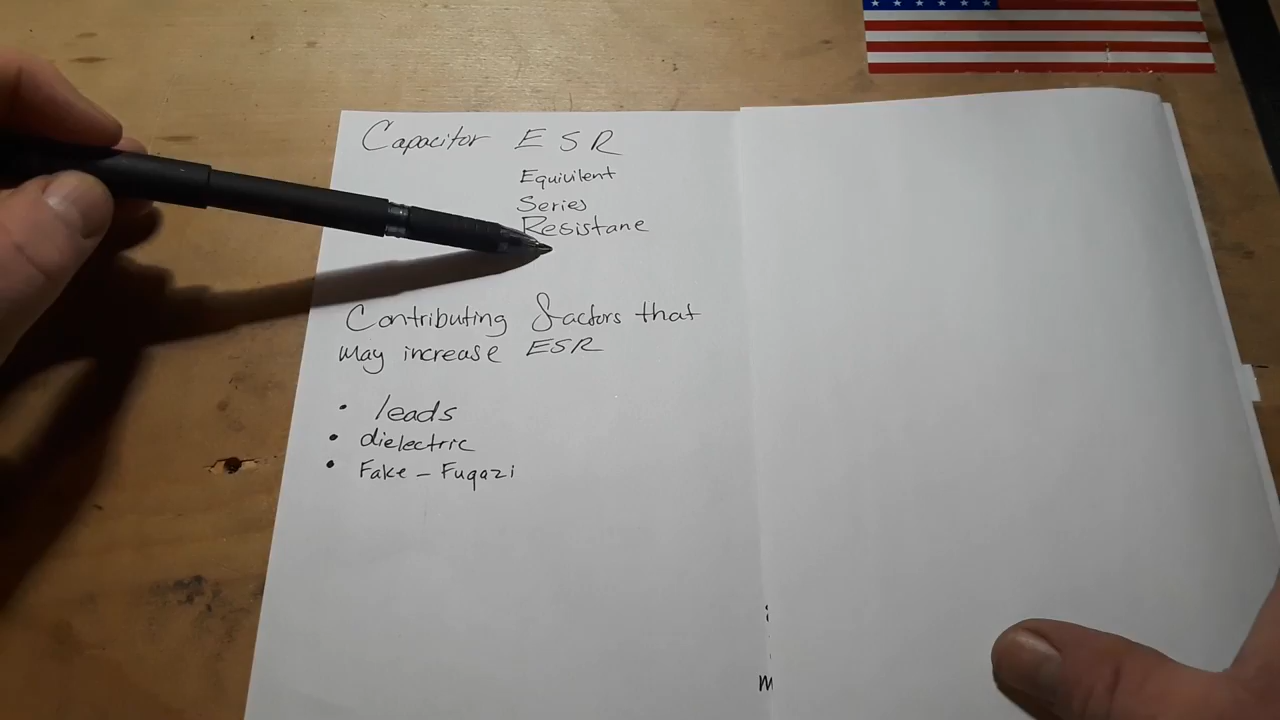 Capacitor ESR
Equivilent
Series
Resistane
Contributing factors that
may increase ESR
• leads
• dielectric
• Fake - Fugazi